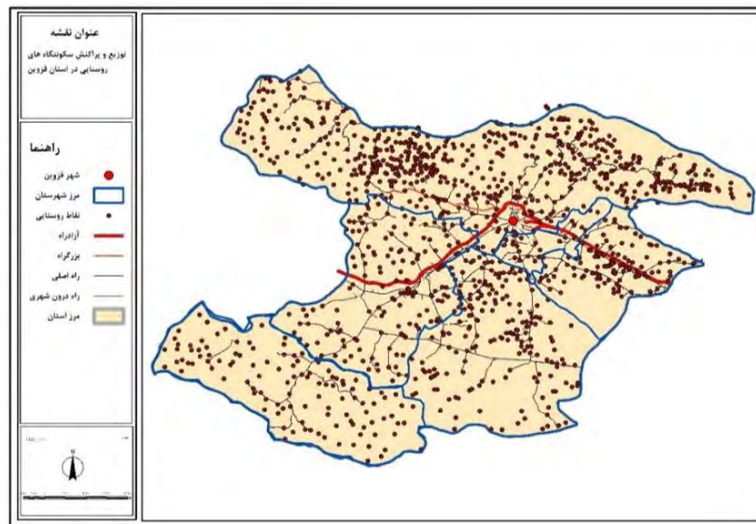 عنوان نقشه
توزیع و پراکنش سکونتگاه های
روستایی در استان قزوین
راهنما
شهر قزوین
مرز شهرستان
نقاط روستایی
آزادراه
بزرگراه
راه اصلی
راه درون شهری
مرز استان
N